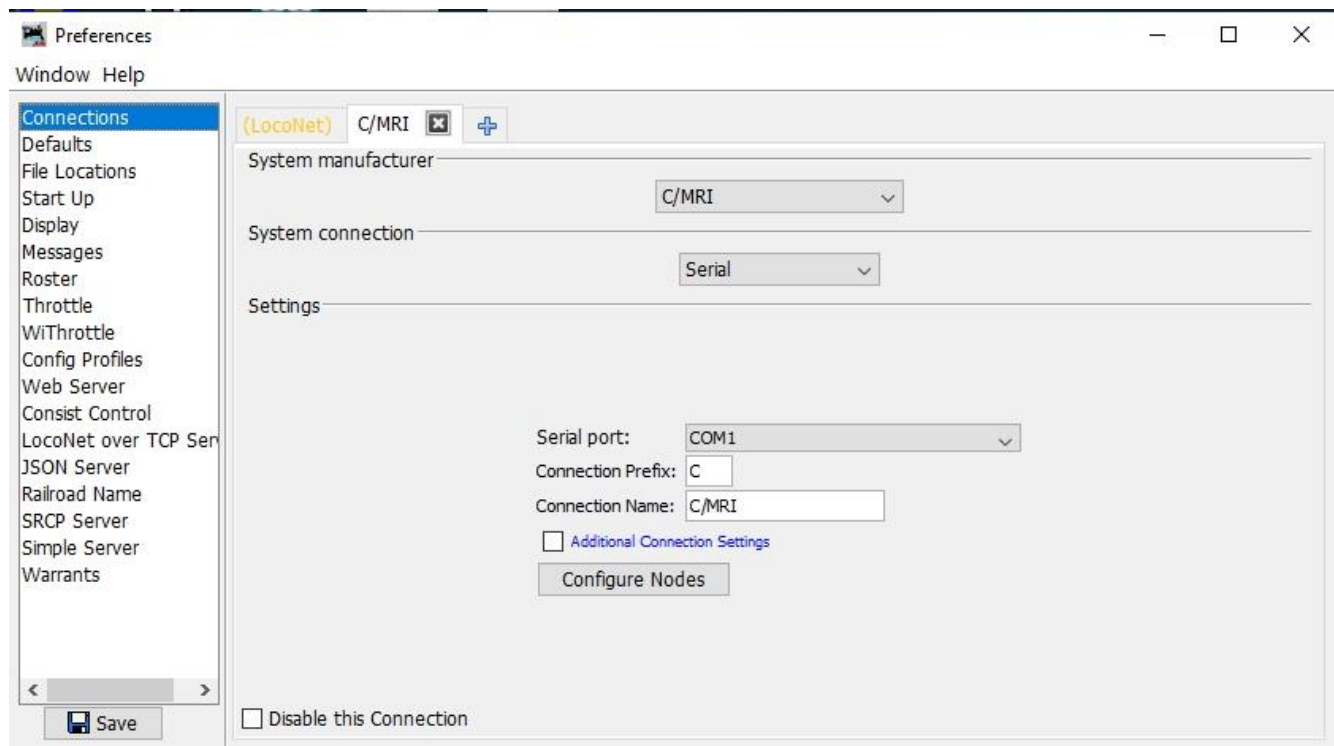 Preferences
Window Help
Connections
Defaults
File Locations
Start Up
Display
Messages
Roster
Throttle
WiThrottle
Config Profiles
Web Server
Consist Control
LocoNet over TCP Ser
JSON Server
Railroad Name
SRCP Server
Simple Server
Warrants
Save
(LocoNet) C/MRI
System manufacturer
C/MRI
System connection
Serial
Settings
Serial port: COM1
Connection Prefix: C
Connection Name: C/MRI
Additional Connection Settings
Configure Nodes
Disable this Connection